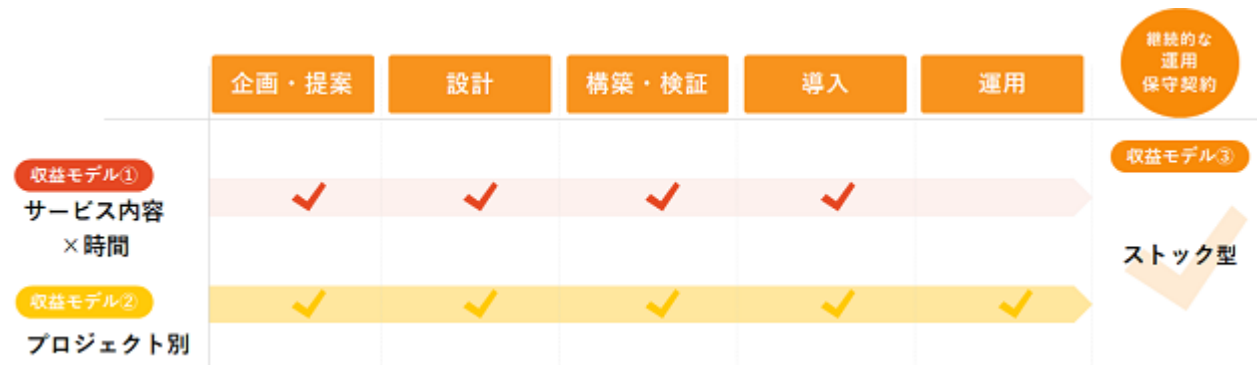 継続的な
運用
保守契約
企画・提案
設計
構築・検証
導入
運用
収益モデル①
サービス内容
×時間
収益モデル②
プロジェクト別
収益モデル③
ストック型